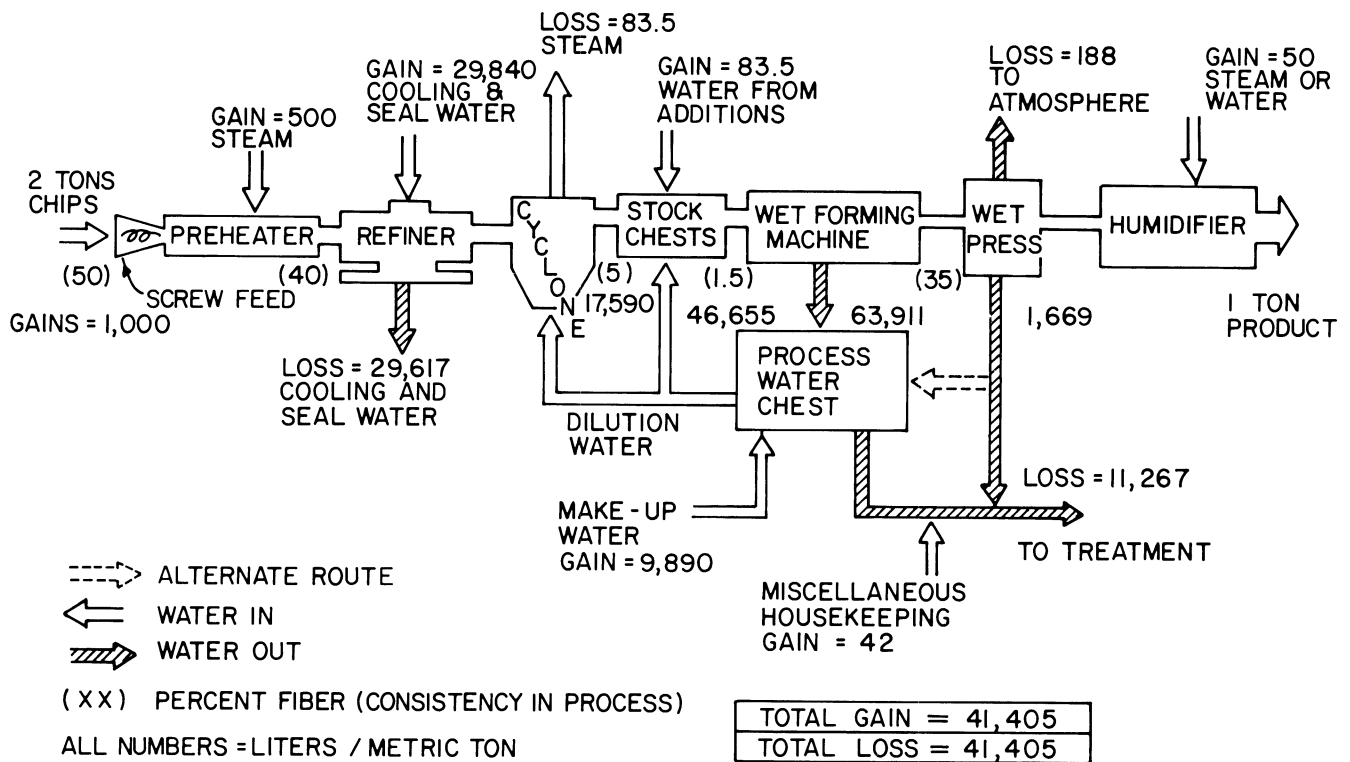 LOSS = 83.5
STEAM
GAIN = 29,840
COOLING &
SEAL WATER
GAIN = 83.5
WATER FROM
ADDITIONS
LOSS = 188
TO
ATMOSPHERE
GAIN = 50
STEAM OR
WATER
GAIN = 500
STEAM
2 TONS
CHIPS
PREHEATER
REFINER
CYCLONE
STOCK
CHESTS
WET FORMING
MACHINE
WET
PRESS
HUMIDIFIER
(50)
(40)
(5)
(1.5)
(35)
SCREW FEED
GAINS = 1,000
17,590
46,655
63,911
1,669
1 TON
PRODUCT
LOSS = 29,617
COOLING AND
SEAL WATER
PROCESS
WATER
CHEST
DILUTION
WATER
LOSS = 11,267
MAKE-UP
WATER
GAIN = 9,890
TO TREATMENT
MISCELLANEOUS
HOUSEKEEPING
GAIN = 42
ALTERNATE ROUTE
WATER IN
WATER OUT
(XX) PERCENT FIBER (CONSISTENCY IN PROCESS)
ALL NUMBERS = LITERS / METRIC TON
TOTAL GAIN = 41,405
TOTAL LOSS = 41,405